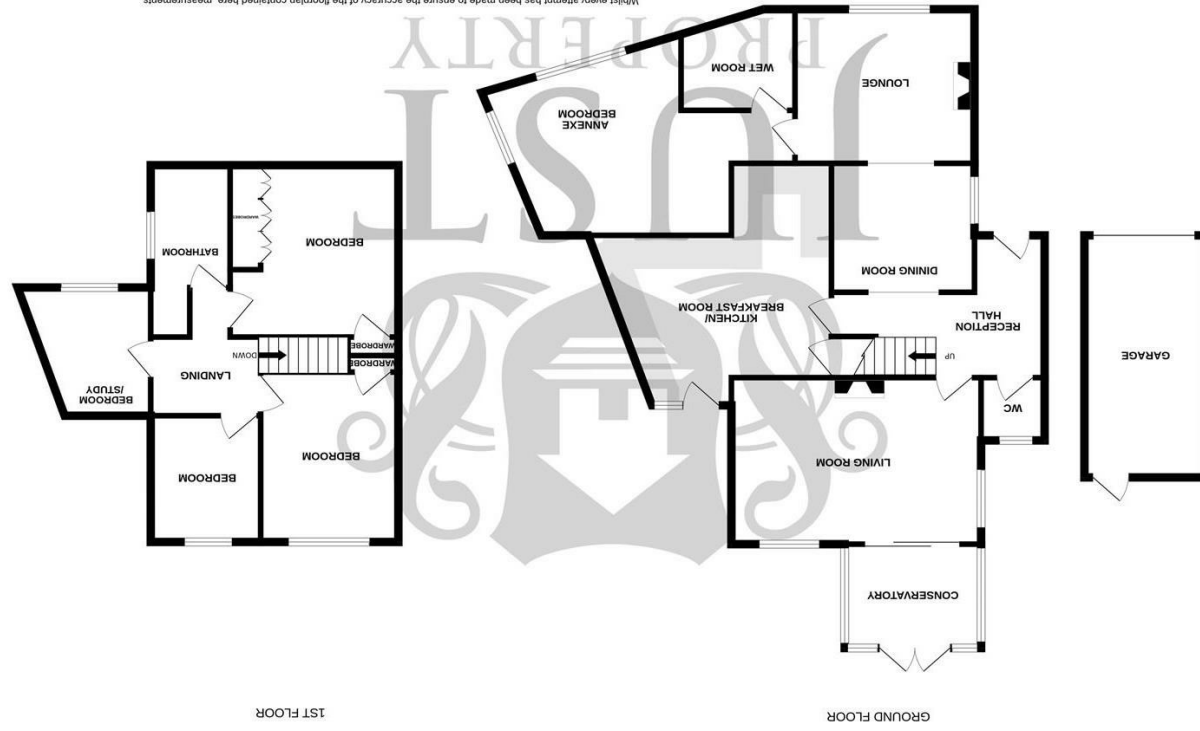 GROUND FLOOR
1ST FLOOR
CONSERVATORY
LIVING ROOM
WC
GARAGE
UP
RECEPTION
HALL
KITCHEN/
BREAKFAST ROOM
DINING ROOM
ANNEXE
BEDROOM
WET ROOM
LOUNGE
BEDROOM
BEDROOM
BEDROOM
/STUDY
LANDING
DOWN
WARDROBE
WARDROBE
BATHROOM
BEDROOM
WARDROBES
JUST
PROPERTY
Whilst every attempt has been made to ensure the accuracy of the floorplan contained here, measurements